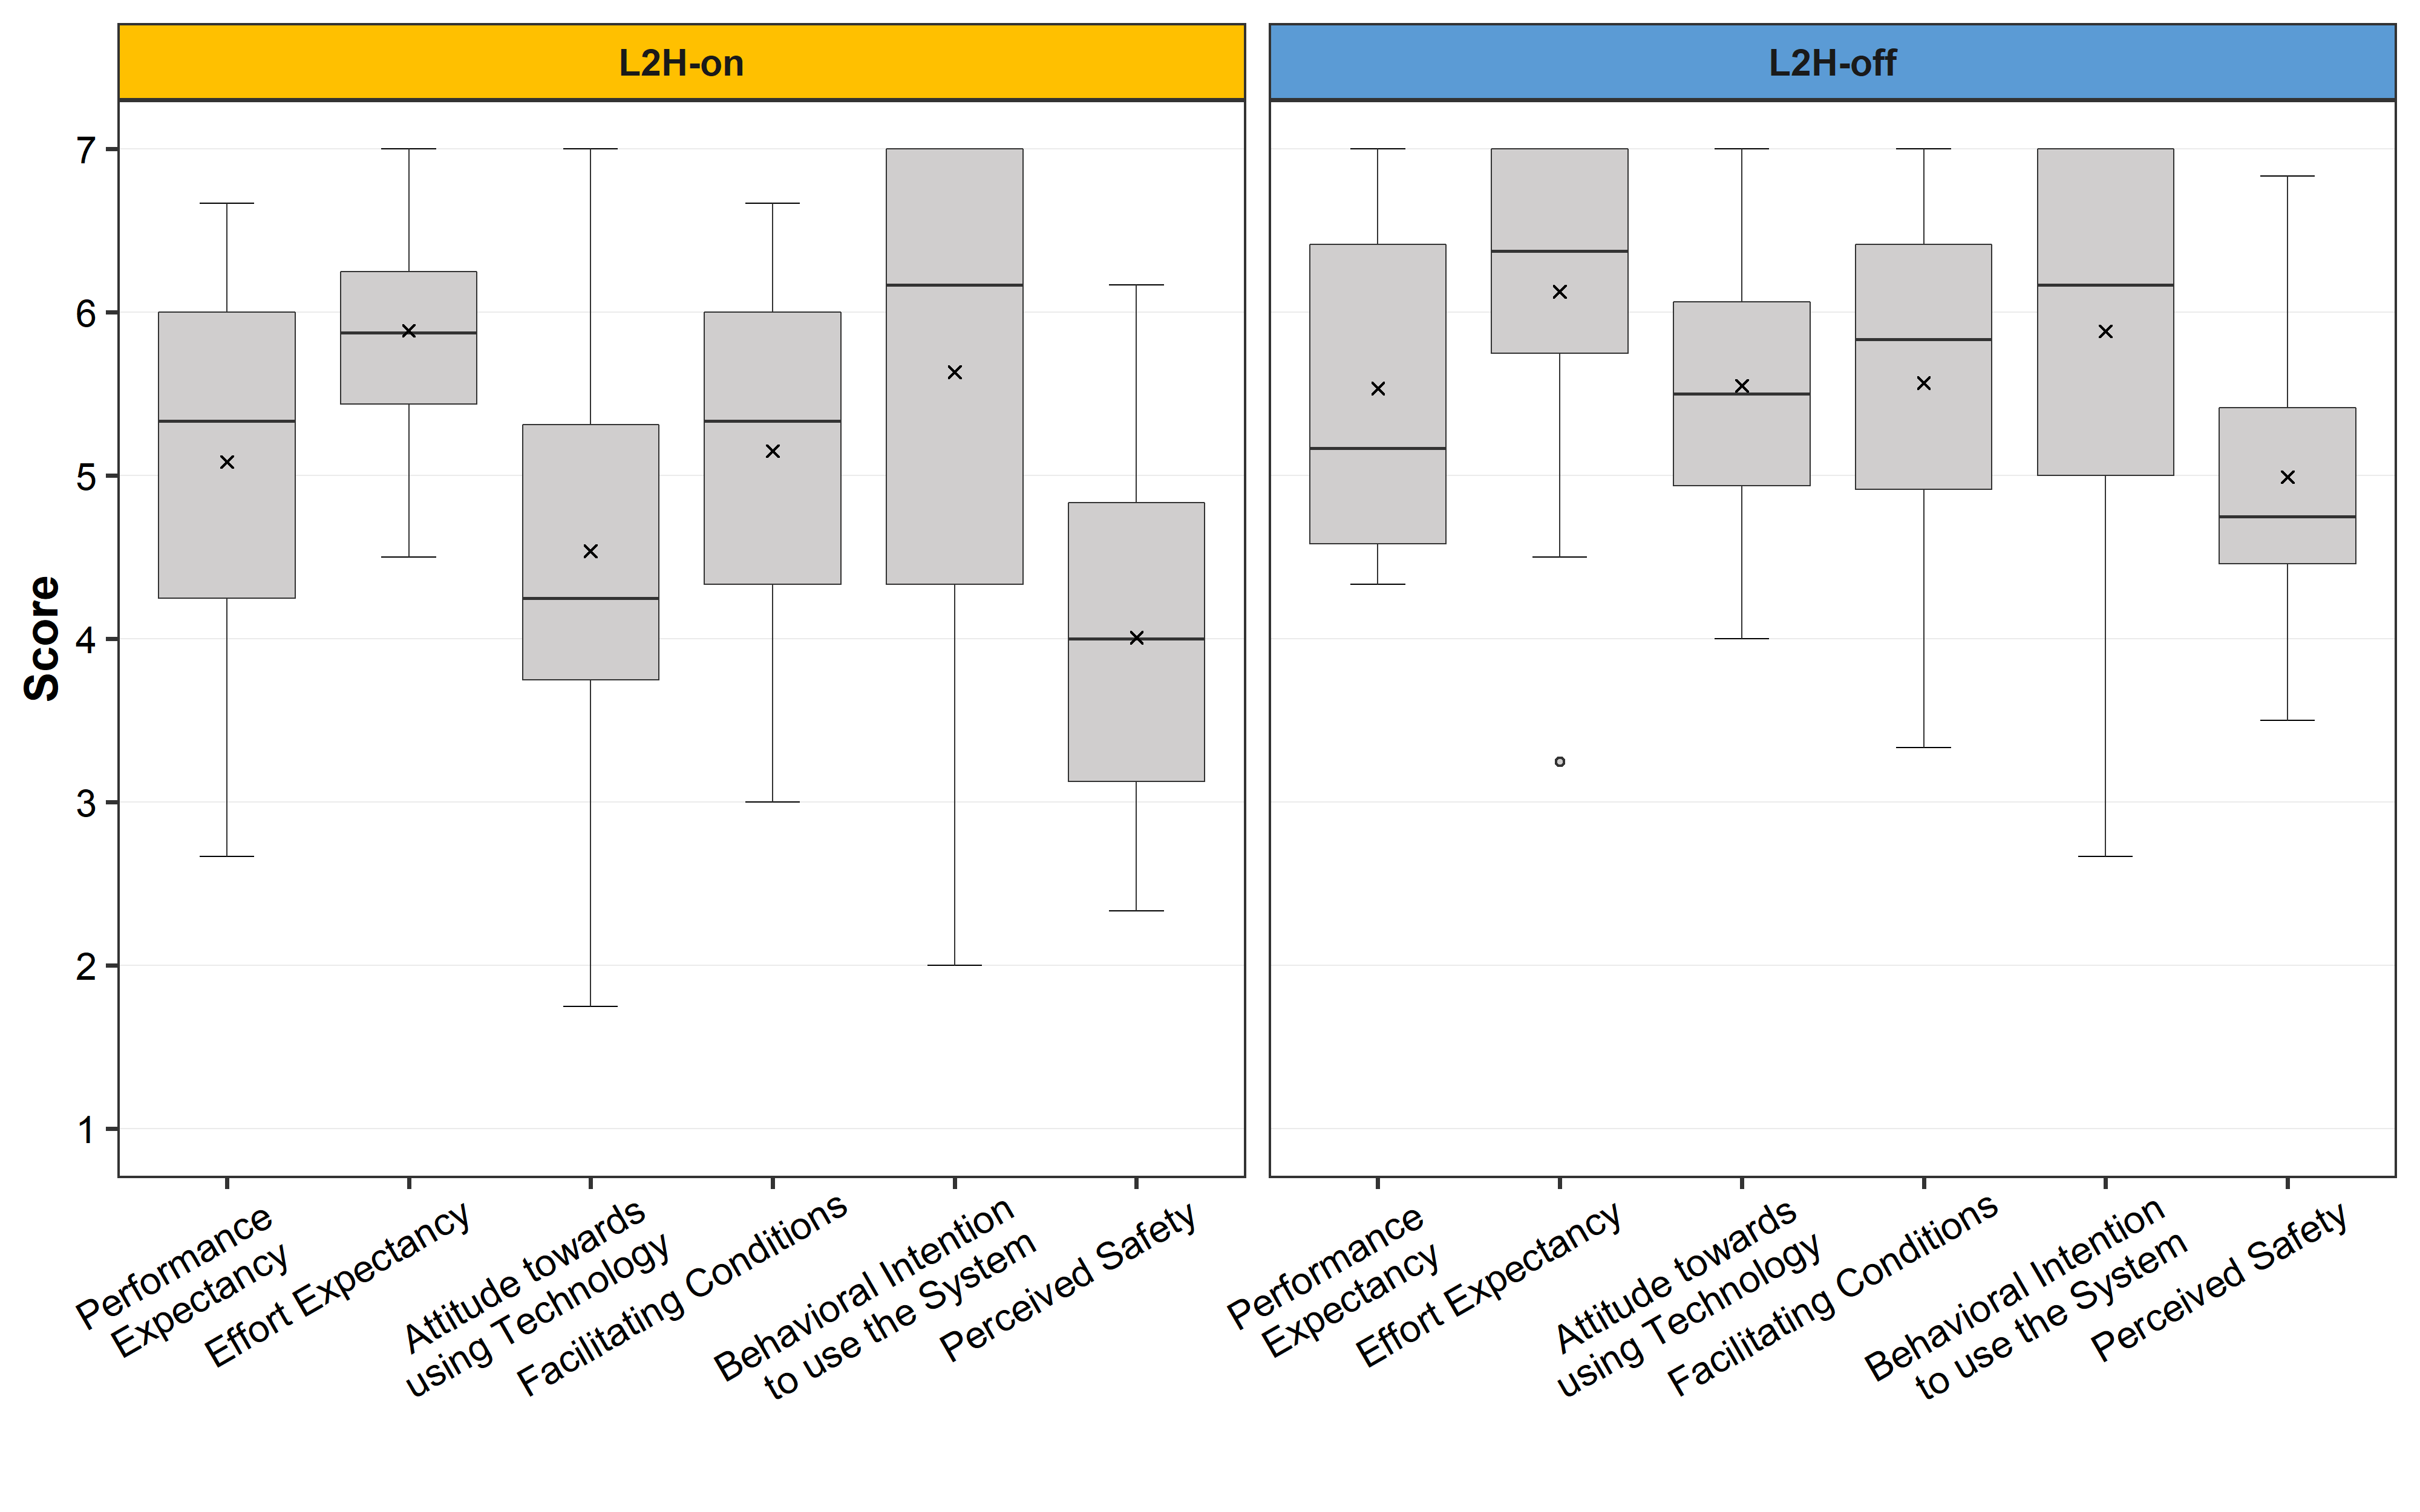 L2H-on
L2H-off
Score
7
6
5
4
3
2
1
Performance
Expectancy
Effort Expectancy
Attitude towards
using Technology
Facilitating Conditions
Behavioral Intention
to use the System
Perceived Safety
Performance
Expectancy
Effort Expectancy
Attitude towards
using Technology
Facilitating Conditions
Behavioral Intention
to use the System
Perceived Safety